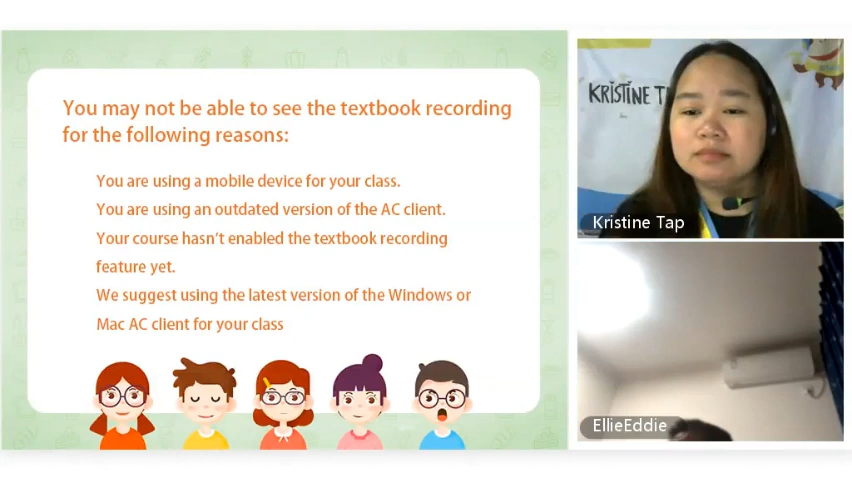 You may not be able to see the textbook recording
for the following reasons:
You are using a mobile device for your class.
You are using an outdated version of the AC client.
Your course hasn't enabled the textbook recording
feature yet.
We suggest using the latest version of the Windows or
Mac AC client for your class
KRISTINE T
Kristine Tap
EllieEddie